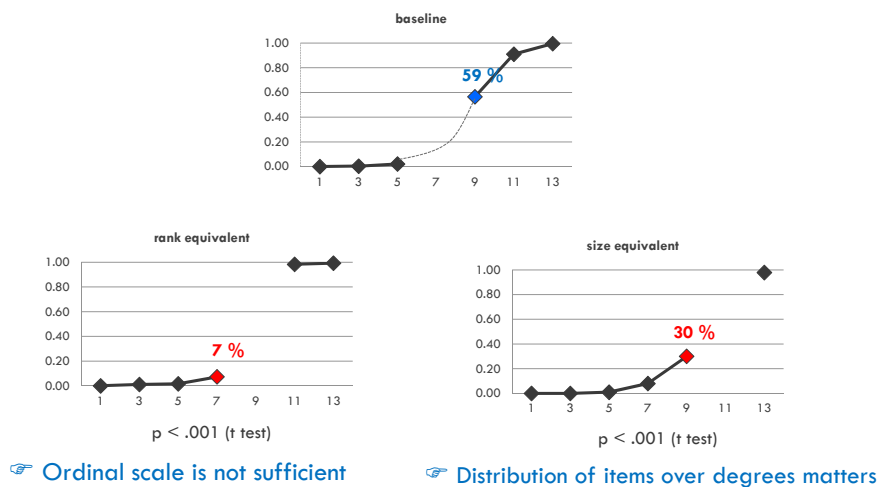 baseline
1.00
0.80
59 %
0.60
0.40
0.20
0.00
1 3 5 7 9 11 13
rank equivalent
1.00
0.80
0.60
0.40
7 %
0.20
0.00
1 3 5 7 9 11 13
p < .001 (t test)
☞ Ordinal scale is not sufficient
size equivalent
1.00
0.80
0.60
30 %
0.40
0.20
0.00
1 3 5 7 9 11 13
p < .001 (t test)
☞ Distribution of items over degrees matters